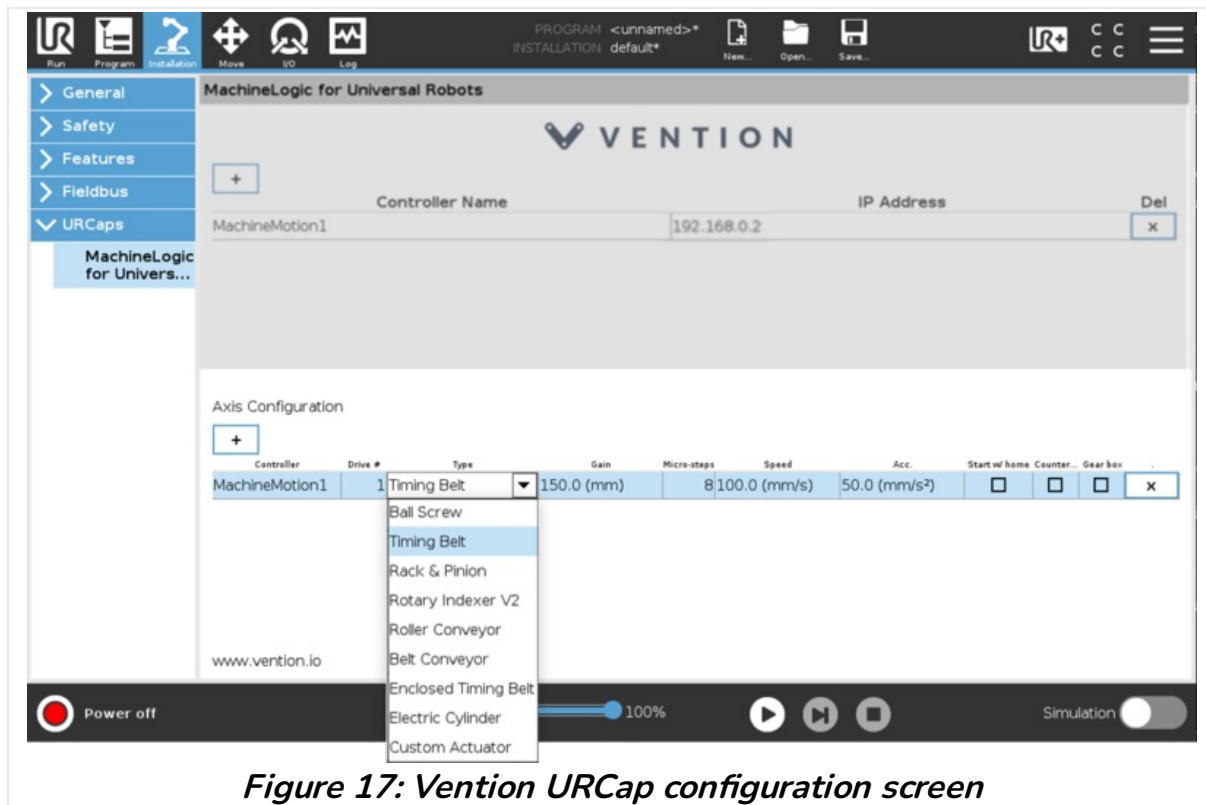 PROGRAM <unnamed>*
INSTALLATION default*
Run Program Installation Move I/O Log New... Open... Save... UR+ C C
C C
General
Safety
Features
Fieldbus
URCaps
MachineLogic
for Univers...
MachineLogic for Universal Robots
VENTION
+
Controller Name IP Address Del
MachineMotion1 192.168.0.2 x
Axis Configuration
+
Controller Drive # Type Gain Micro-steps Speed Acc. Start w/ home Counter... Gear box .
MachineMotion1 1 Timing Belt 150.0 (mm) 8 100.0 (mm/s) 50.0 (mm/s²) x
Ball Screw
Timing Belt
Rack & Pinion
Rotary Indexer V2
Roller Conveyor
Belt Conveyor
Enclosed Timing Belt
Electric Cylinder
Custom Actuator
www.vention.io
Power off 100% Simulation
Figure 17: Vention URCap configuration screen